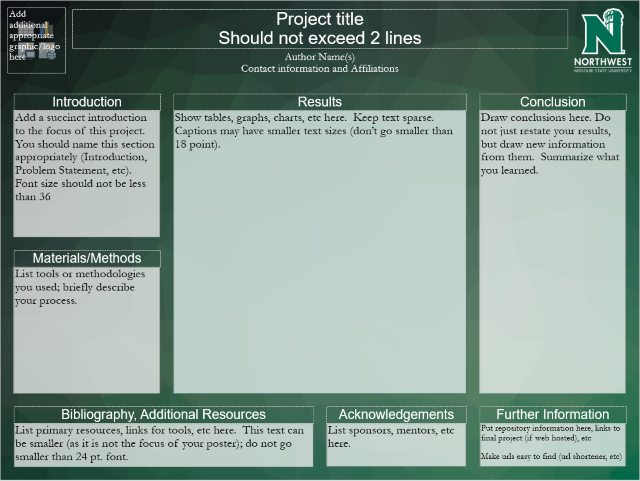 Add
additional
appropriate
graphic/logo
here
Project title
Should not exceed 2 lines
Author Name(s)
Contact information and Affiliations
N
NORTHWEST
MISSOURI STATE UNIVERSITY
Introduction
Add a succinct introduction
to the focus of this project.
You should name this section
appropriately (Introduction,
Problem Statement, etc).
Font size should not be less
than 36
Materials/Methods
List tools or methodologies
you used; briefly describe
your process.
Results
Show tables, graphs, charts, etc here. Keep text sparse.
Captions may have smaller text sizes (don't go smaller than
18 point).
Conclusion
Draw conclusions here. Do
not just restate your results,
but draw new information
from them. Summarize what
you learned.
Bibliography, Additional Resources
List primary resources, links for tools, etc here. This text can
be smaller (as it is not the focus of your poster); do not go
smaller than 24 pt. font.
Acknowledgements
List sponsors, mentors, etc
here.
Further Information
Put repository information here, links to
final project (if web hosted), etc
Make urls easy to find (url shortener, etc)